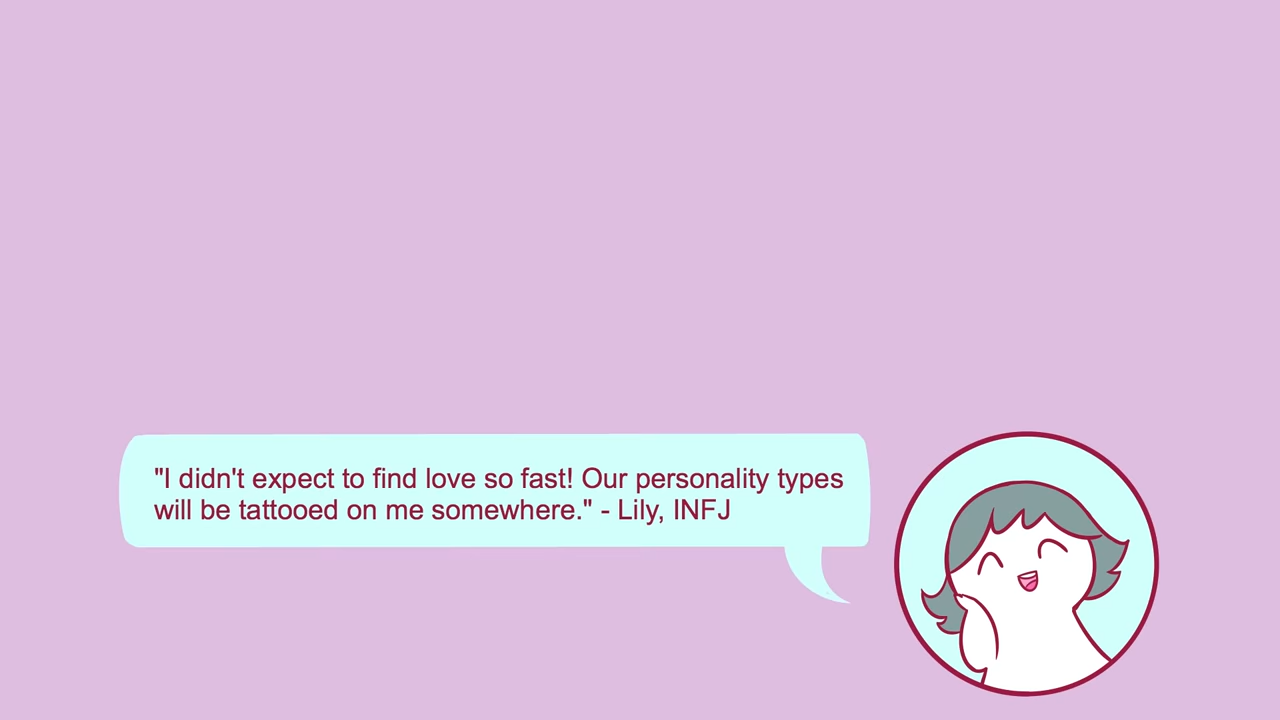 "I didn't expect to find love so fast! Our personality types
will be tattooed on me somewhere." - Lily, INFJ